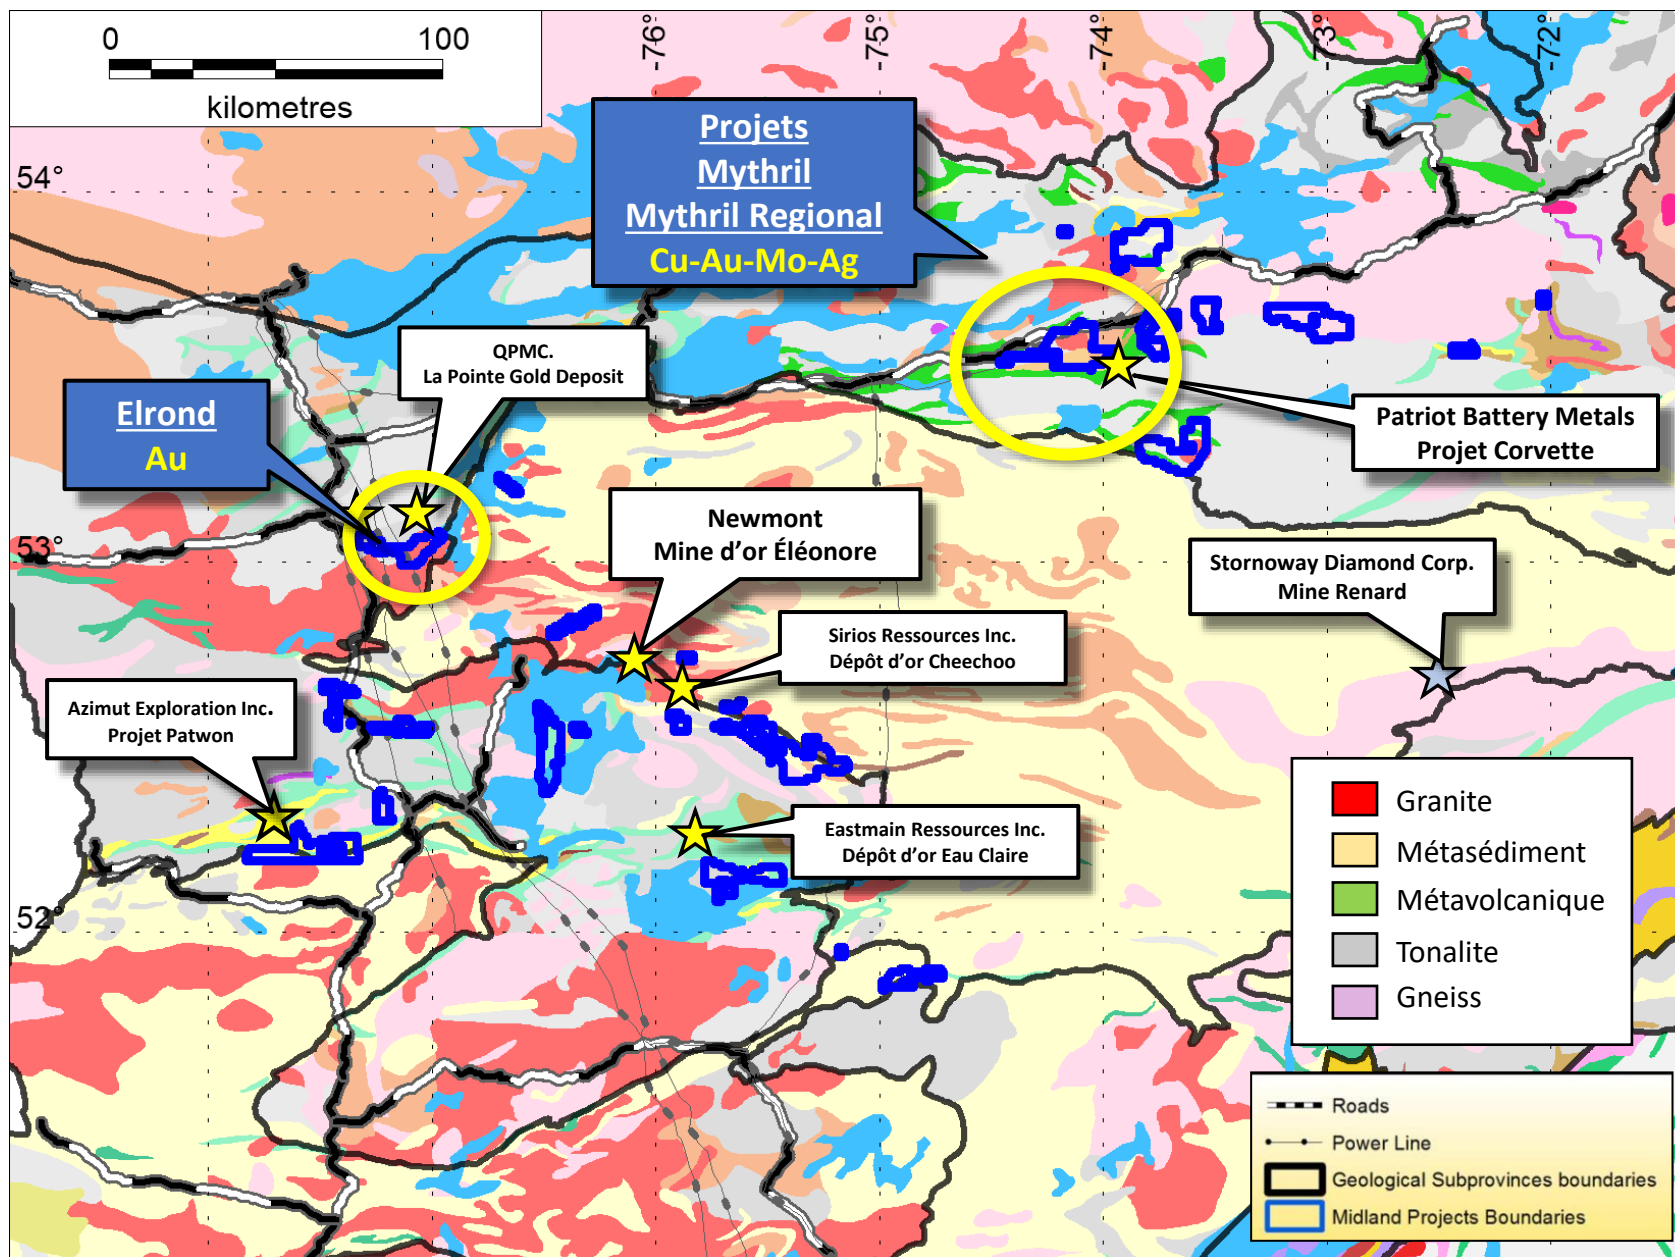 0 100
kilometres
-76°
-75°
-74°
-73°
-72°
54°
53°
52°
Projets
Mythril
Mythril Regional
Cu-Au-Mo-Ag
QPMC.
La Pointe Gold Deposit
Elrond
Au
Patriot Battery Metals
Projet Corvette
Newmont
Mine d'or Éléonore
Stornoway Diamond Corp.
Mine Renard
Sirios Ressources Inc.
Dépôt d'or Cheechoo
Azimut Exploration Inc.
Projet Patwon
Eastmain Ressources Inc.
Dépôt d'or Eau Claire
Granite
Métasédiment
Métavolcanique
Tonalite
Gneiss
Roads
Power Line
Geological Subprovinces boundaries
Midland Projects Boundaries